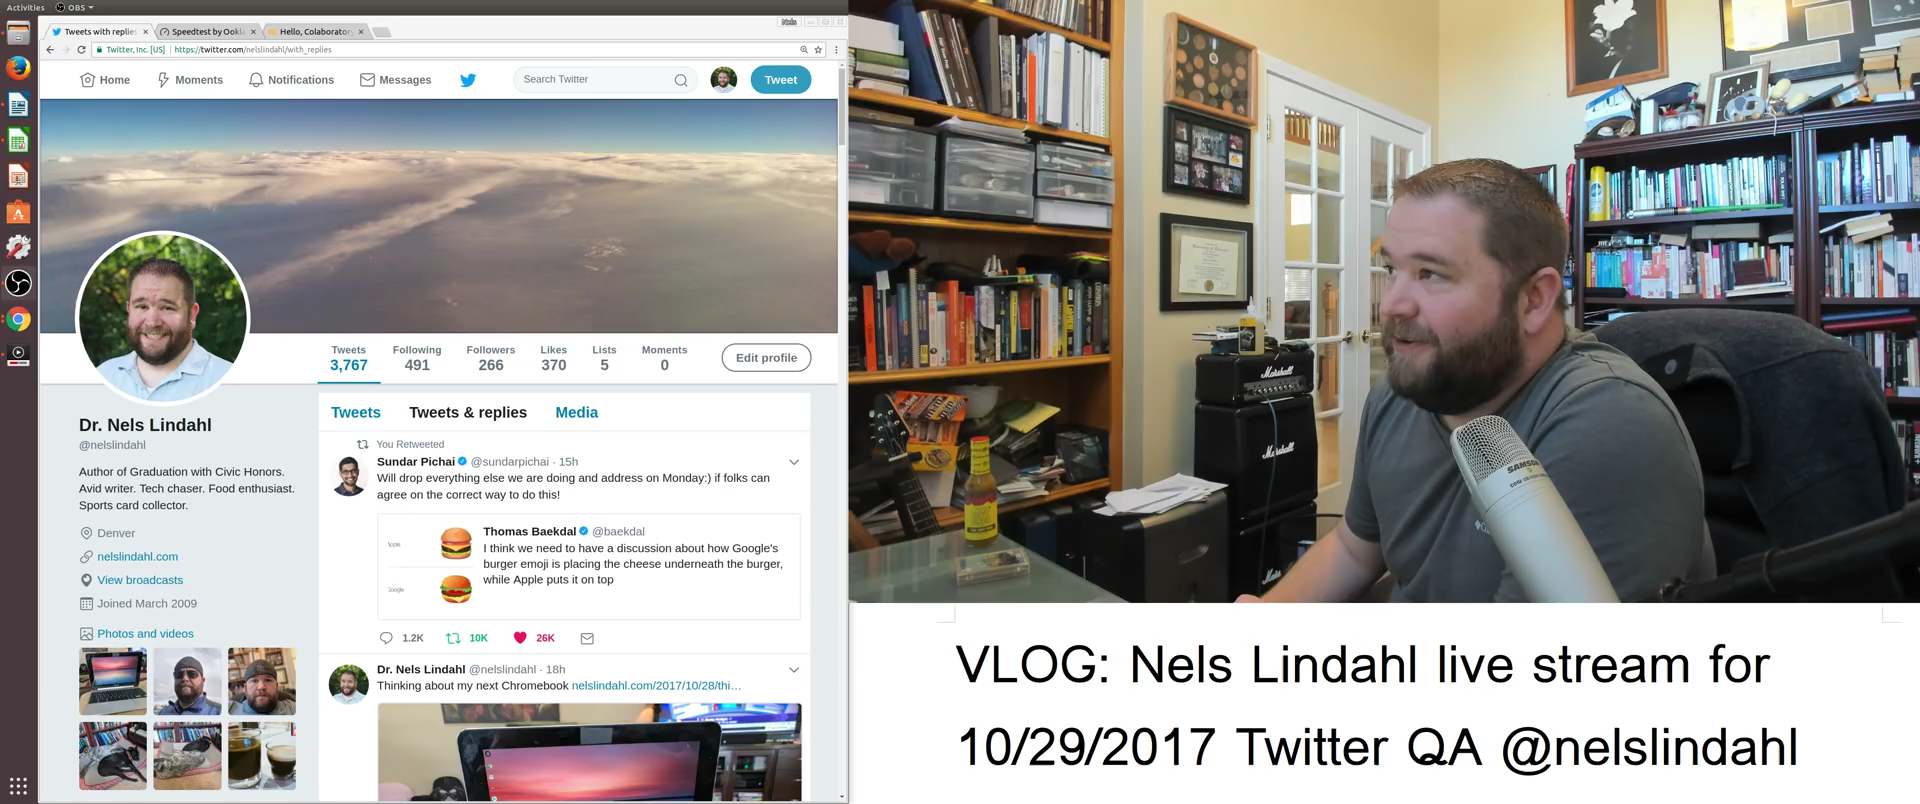 Activities OBS
Tweets with replies
Speedtest by Ookla
Hello, Colaboratory
Nels
Twitter, Inc. [US] https://twitter.com/nelslindahl/with_replies
Home Moments Notifications Messages
Search Twitter
Tweet
Tweets Following Followers Likes Lists Moments
3,767 491 266 370 5 0
Edit profile
Dr. Nels Lindahl
@nelslindahl
Author of Graduation with Civic Honors.
Avid writer. Tech chaser. Food enthusiast.
Sports card collector.
Denver
nelslindahl.com
View broadcasts
Joined March 2009
Photos and videos
Tweets Tweets & replies Media
You Retweeted
Sundar Pichai @sundarpichai · 15h
Will drop everything else we are doing and address on Monday:) if folks can
agree on the correct way to do this!
Apple
Google
Thomas Baekdal @baekdal
I think we need to have a discussion about how Google's
burger emoji is placing the cheese underneath the burger,
while Apple puts it on top
1.2K 10K 26K
Dr. Nels Lindahl @nelslindahl · 18h
Thinking about my next Chromebook nelslindahl.com/2017/10/28/thi…
Marshall
Marshall
Marshall
SAMSON
VLOG: Nels Lindahl live stream for
10/29/2017 Twitter QA @nelslindahl